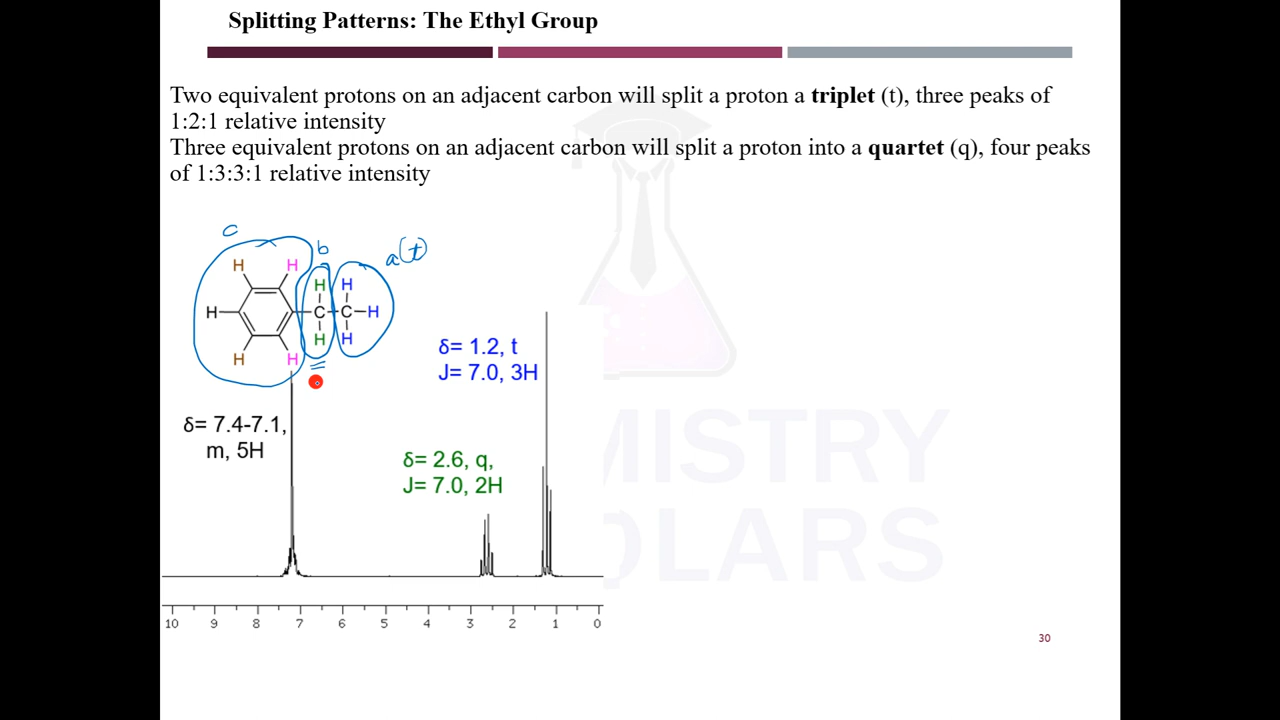 Splitting Patterns: The Ethyl Group
Two equivalent protons on an adjacent carbon will split a proton a triplet (t), three peaks of
1:2:1 relative intensity
Three equivalent protons on an adjacent carbon will split a proton into a quartet (q), four peaks
of 1:3:3:1 relative intensity
c
b
a(t)
H H H H
H C C H
H H H H
δ= 1.2, t
J= 7.0, 3H
δ= 7.4-7.1,
m, 5H
δ= 2.6, q,
J= 7.0, 2H
MISTRY
OLARS
10 9 8 7 6 5 4 3 2 1 0
30